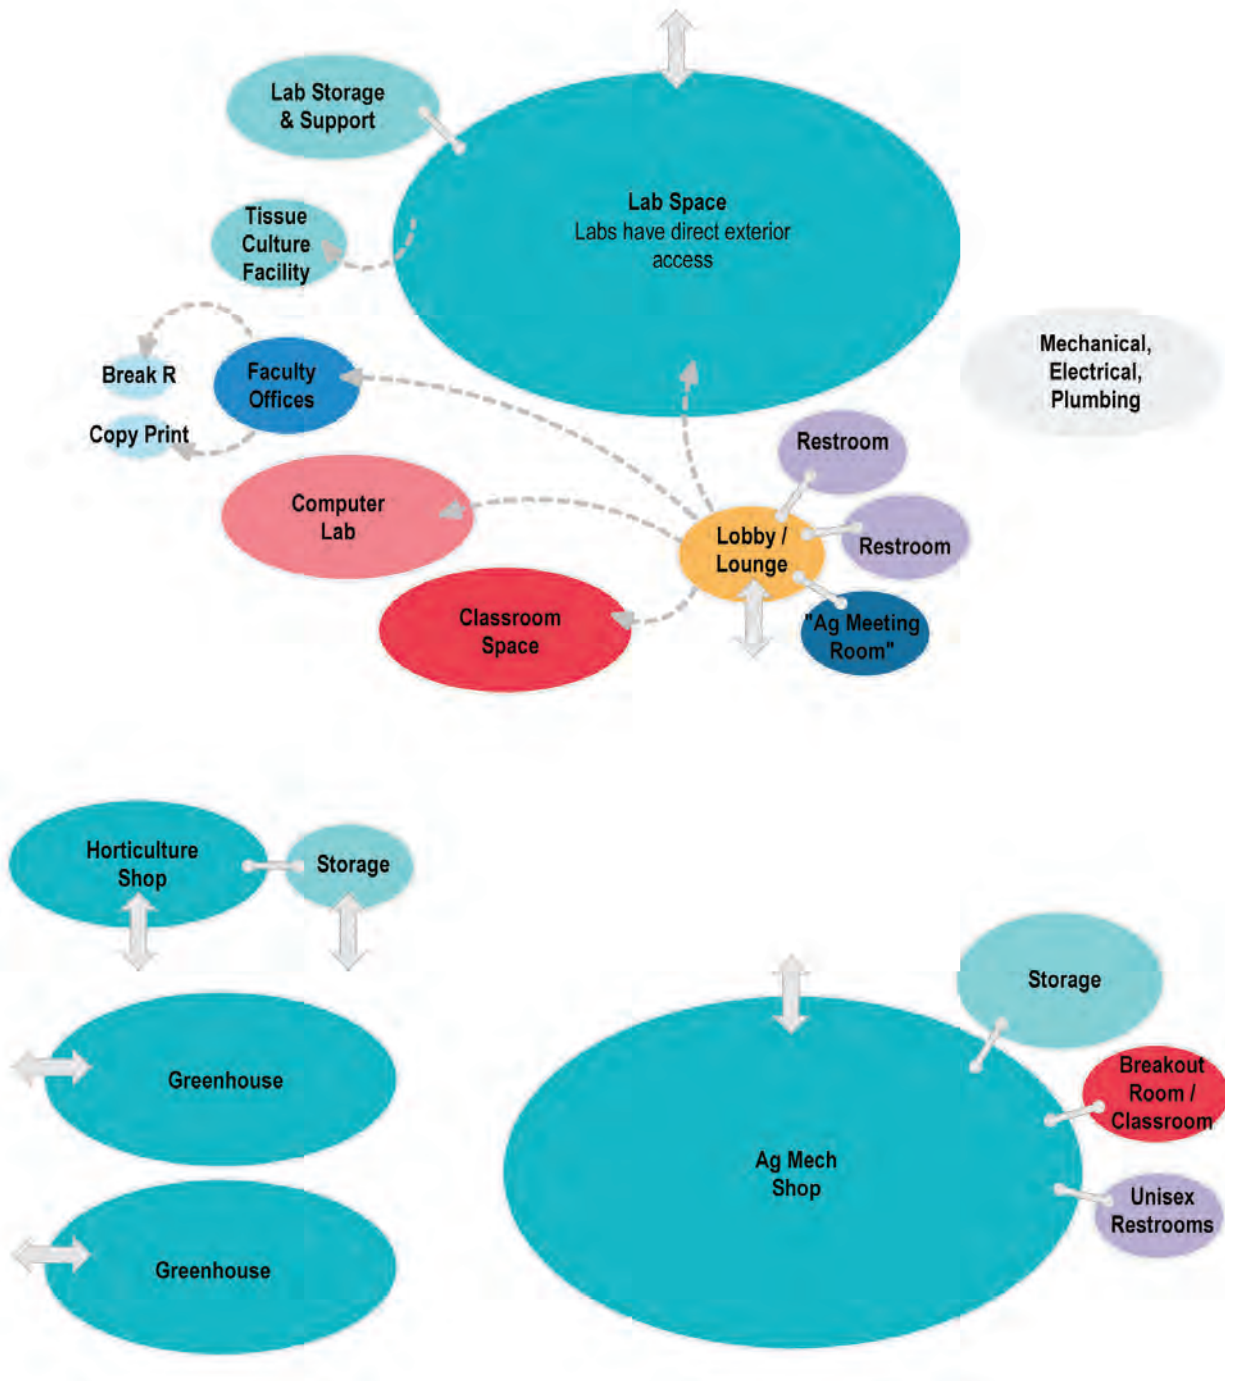 Lab Storage
& Support
Lab Space
Labs have direct exterior
access
Tissue
Culture
Facility
Mechanical,
Electrical,
Plumbing
Break R
Faculty
Offices
Copy Print
Restroom
Computer
Lab
Lobby /
Lounge
Restroom
Classroom
Space
"Ag Meeting
Room"
Horticulture
Shop
Storage
Storage
Greenhouse
Breakout
Room /
Classroom
Ag Mech
Shop
Unisex
Restrooms
Greenhouse